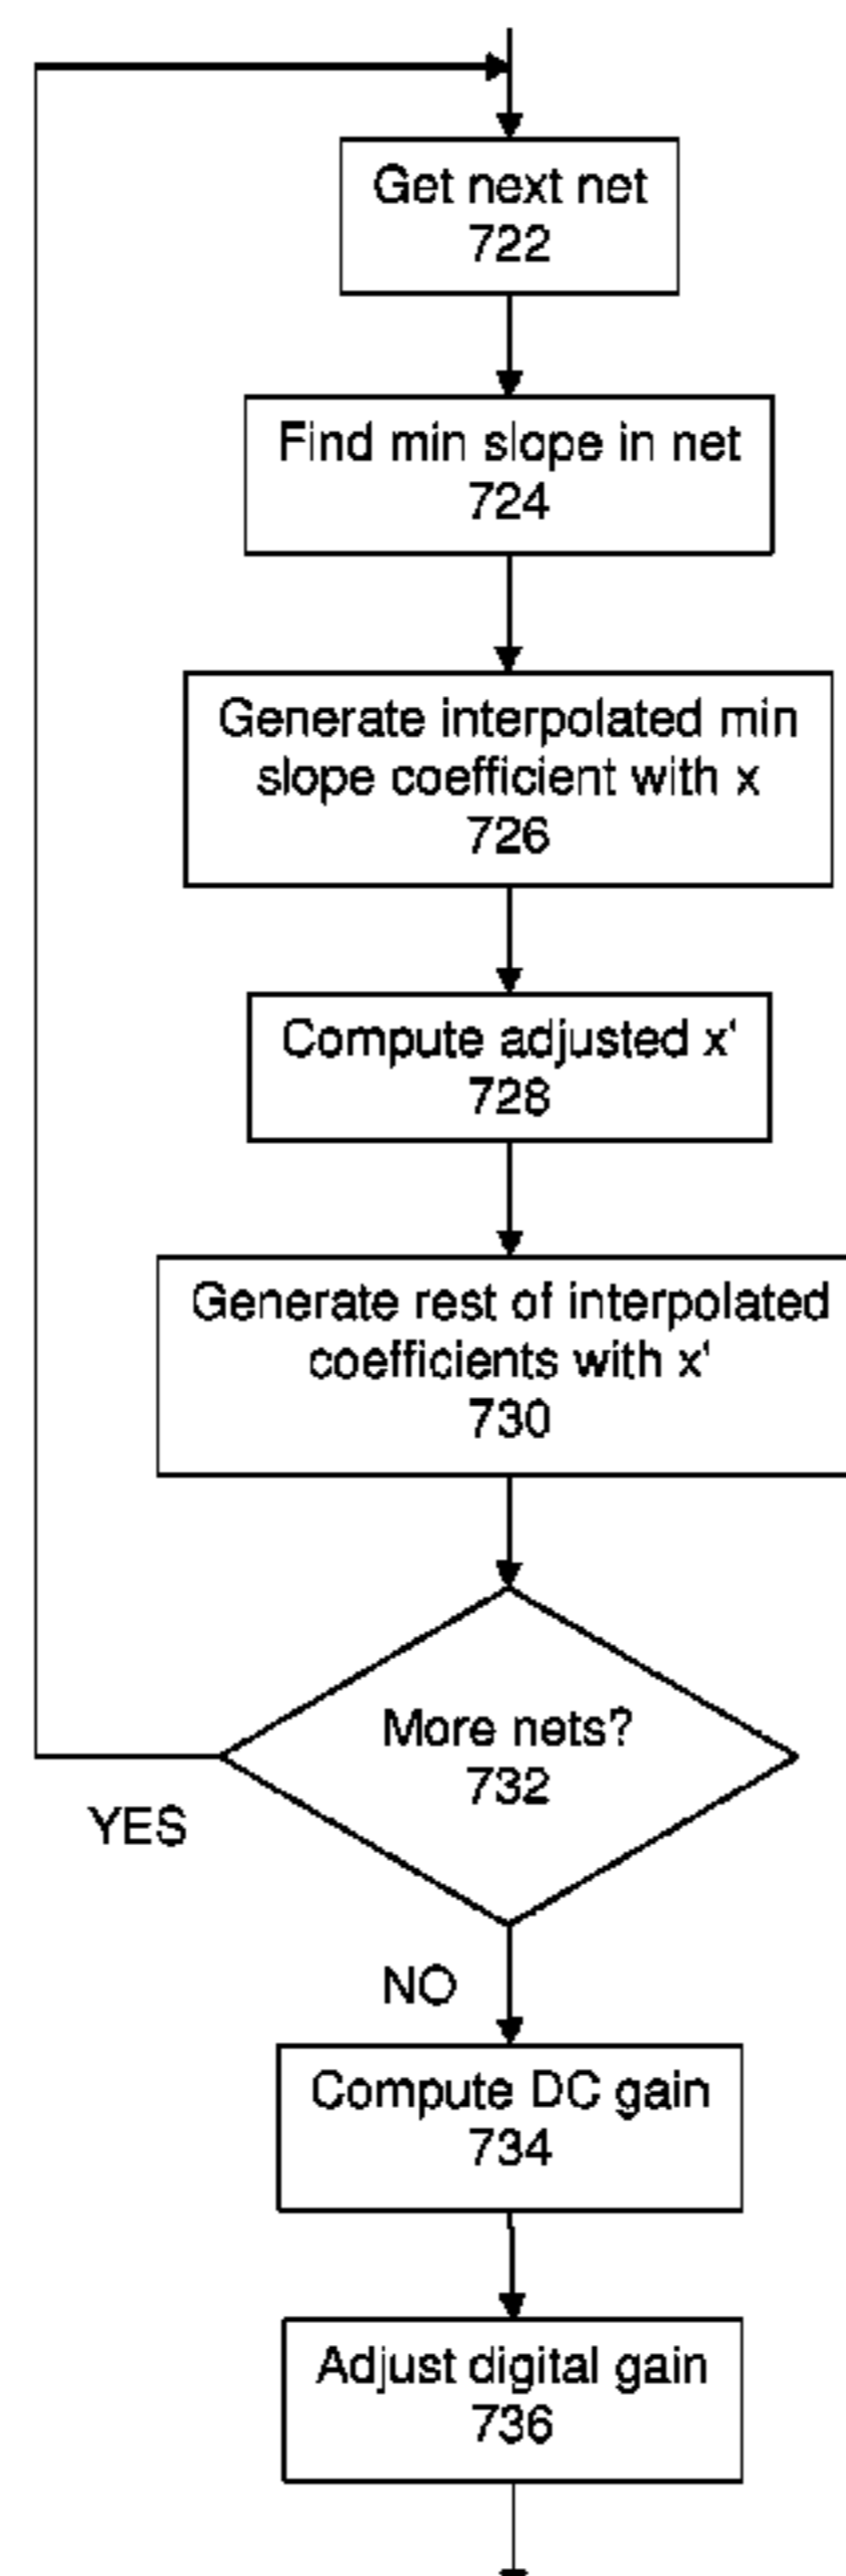 Get next net
722
Find min slope in net
724
Generate interpolated min
slope coefficient with x
726
Compute adjusted x'
728
Generate rest of interpolated
coefficients with x'
730
More nets?
732
YES
NO
Compute DC gain
734
Adjust digital gain
736